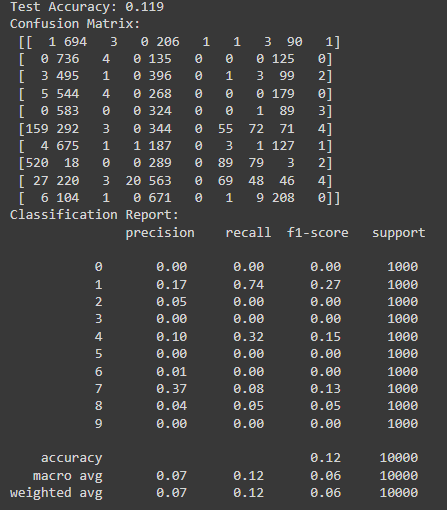 Test Accuracy: 0.119
Confusion Matrix:
[[ 1 694 3 0 206 1 1 3 90 1]
[ 0 736 4 0 135 0 0 0 125 0]
[ 3 495 1 0 396 0 1 3 99 2]
[ 5 544 4 0 268 0 0 0 179 0]
[ 0 583 0 0 324 0 0 1 89 3]
[159 292 3 0 344 0 55 72 71 4]
[ 4 675 1 1 187 0 3 1 127 1]
[520 18 0 0 289 0 89 79 3 2]
[ 27 220 3 20 563 0 69 48 46 4]
[ 6 104 1 0 671 0 1 9 208 0]]
Classification Report:
precision recall f1-score support
0 0.00 0.00 0.00 1000
1 0.17 0.74 0.27 1000
2 0.05 0.00 0.00 1000
3 0.00 0.00 0.00 1000
4 0.10 0.32 0.15 1000
5 0.00 0.00 0.00 1000
6 0.01 0.00 0.00 1000
7 0.37 0.08 0.13 1000
8 0.04 0.05 0.05 1000
9 0.00 0.00 0.00 1000
accuracy 0.12 10000
macro avg 0.07 0.12 0.06 10000
weighted avg 0.07 0.12 0.06 10000